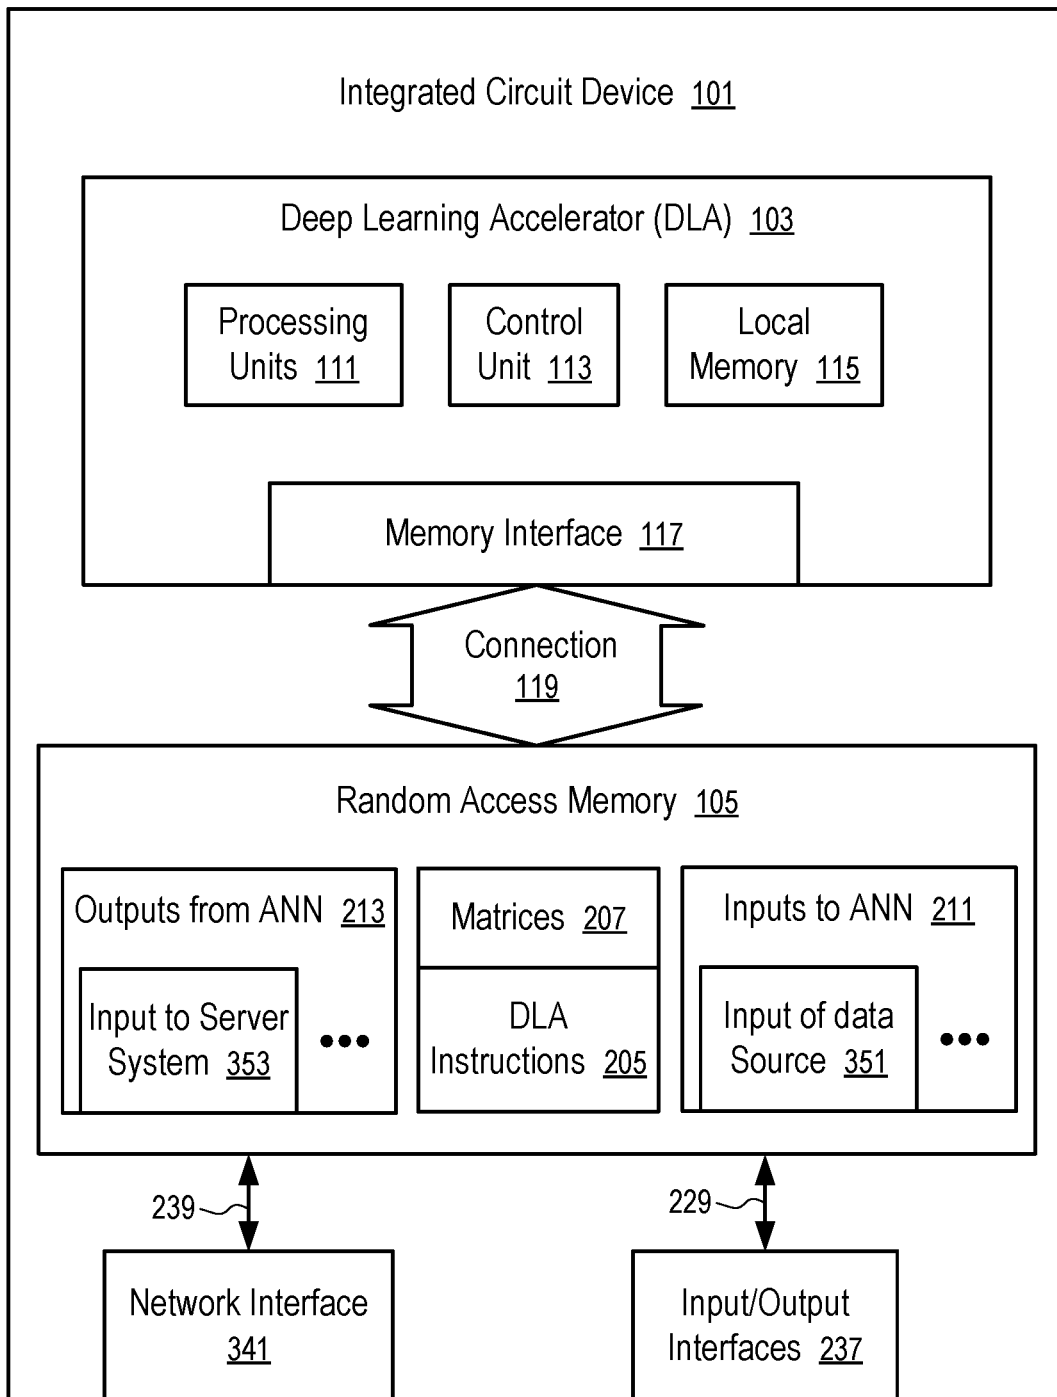 Integrated Circuit Device 101
Deep Learning Accelerator (DLA) 103
Processing
Units 111
Control
Unit 113
Local
Memory 115
Memory Interface 117
Connection
119
Random Access Memory 105
Outputs from ANN 213
Input to Server
System 353
•••
Matrices 207
DLA
Instructions 205
Inputs to ANN 211
Input of data
Source 351
•••
239
229
Network Interface
341
Input/Output
Interfaces 237